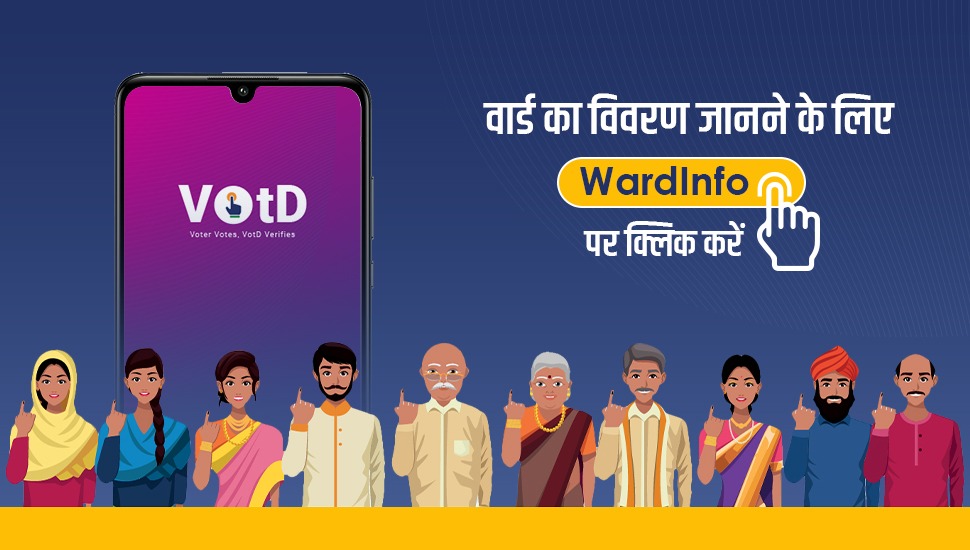 VOtD
Voter Votes, VotD Verifies
वार्ड का विवरण जानने के लिए
WardInfo
पर क्लिक करें